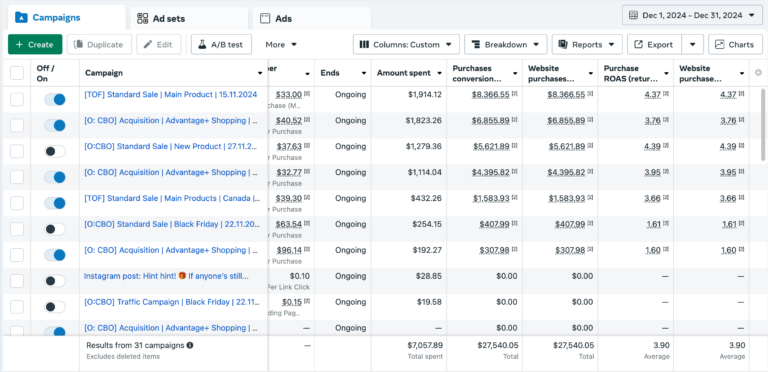 Campaigns
Ad sets
Ads
Dec 1, 2024 – Dec 31, 2024
+ Create
Duplicate
Edit
A/B test
More
Columns: Custom
Breakdown
Reports
Export
Charts
Off / On
Campaign
er
Ends
Amount spent
Purchases conversion...
Website purchases...
Purchase ROAS (retur...
Website purchase...
[TOF] Standard Sale | Main Product | 15.11.2024
$33.00 [2]
chase (M...
Ongoing
$1,914.12
$8,366.55 [2]
$8,366.55 [2]
4.37 [2]
4.37 [2]
[O: CBO] Acquisition | Advantage+ Shopping | ...
$40.52 [2]
r Purchase
Ongoing
$1,823.26
$6,855.89 [2]
$6,855.89 [2]
3.76 [2]
3.76 [2]
[O:CBO] Standard Sale | New Product | 27.11.2...
$37.63 [2]
r Purchase
Ongoing
$1,279.36
$5,621.89 [2]
$5,621.89 [2]
4.39 [2]
4.39 [2]
[O: CBO] Acquisition | Advantage+ Shopping | ...
$32.77 [2]
r Purchase
Ongoing
$1,114.04
$4,395.82 [2]
$4,395.82 [2]
3.95 [2]
3.95 [2]
[TOF] Standard Sale | Main Products | Canada |...
$39.30 [2]
r Purchase
Ongoing
$432.26
$1,583.93 [2]
$1,583.93 [2]
3.66 [2]
3.66 [2]
[O:CBO] Standard Sale | Black Friday | 22.11.20...
$63.54 [2]
r Purchase
Ongoing
$254.15
$407.99 [2]
$407.99 [2]
1.61 [2]
1.61 [2]
[O: CBO] Acquisition | Advantage+ Shopping | ...
$96.14 [2]
r Purchase
Ongoing
$192.27
$307.98 [2]
$307.98 [2]
1.60 [2]
1.60 [2]
Instagram post: Hint hint! 🎁 If anyone's still...
$0.10
Per Link Click
Ongoing
$28.85
$0.00
$0.00
—
—
[O:CBO] Traffic Campaign | Black Friday | 22.11...
$0.15 [2]
ding Pag...
Ongoing
$19.58
$0.00
$0.00
—
—
[O: CBO] Acquisition | Advantage+ Shopping | ...
—
Ongoing
$0.00
$0.00
$0.00
—
—
Results from 31 campaigns
Excludes deleted items
—
$7,057.89
Total spent
$27,540.05
Total
$27,540.05
Total
3.90
Average
3.90
Average